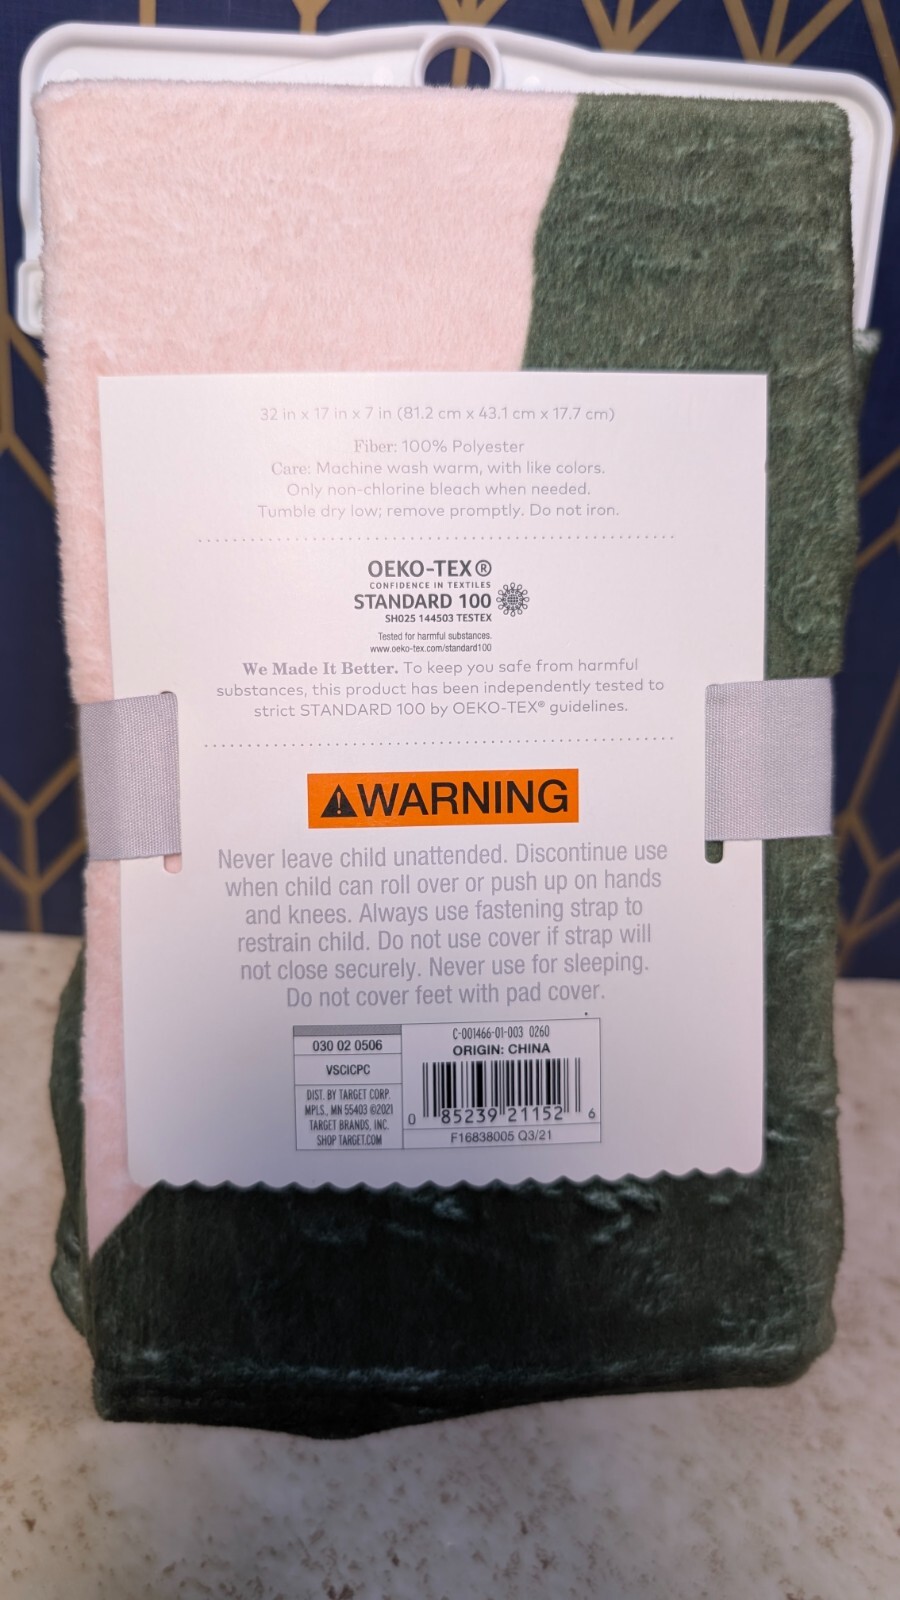 32 in x 17 in x 7 in (81.2 cm x 43.1 cm x 17.7 cm)
Fiber: 100% Polyester
Care: Machine wash warm, with like colors.
Only non-chlorine bleach when needed.
Tumble dry low; remove promptly. Do not iron.
OEKO-TEX®
CONFIDENCE IN TEXTILES
STANDARD 100
SH025 144503 TESTEX
Tested for harmful substances.
www.oeko-tex.com/standard100
We Made It Better. To keep you safe from harmful
substances, this product has been independently tested to
strict STANDARD 100 by OEKO-TEX® guidelines.
WARNING
Never leave child unattended. Discontinue use
when child can roll over or push up on hands
and knees. Always use fastening strap to
restrain child. Do not use cover if strap will
not close securely. Never use for sleeping.
Do not cover feet with pad cover.
030 02 0506
VSCICPC
DIST. BY TARGET CORP.
MPLS., MN 55403 ©2021
TARGET BRANDS, INC.
SHOP TARGET.COM
C-001466-01-003 0260
ORIGIN: CHINA
0 85239 21152 6
F16838005 Q3/21